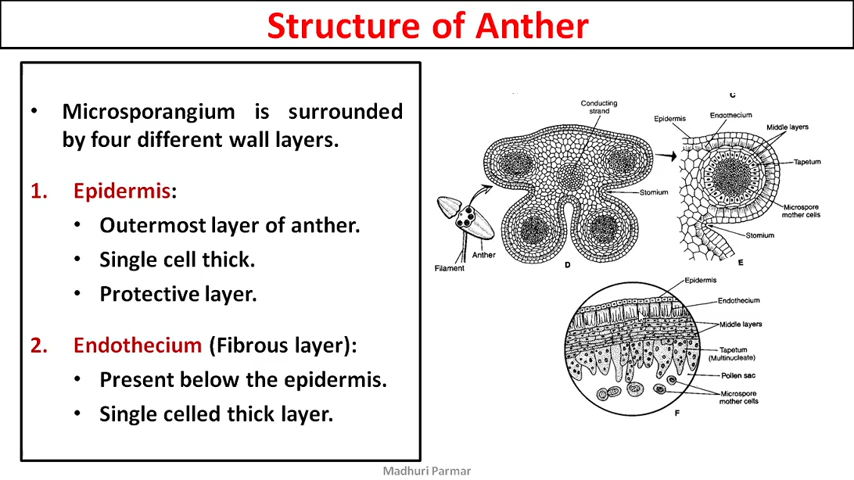 Structure of Anther
• Microsporangium is surrounded
by four different wall layers.
1. Epidermis:
• Outermost layer of anther.
• Single cell thick.
• Protective layer.
2. Endothecium (Fibrous layer):
• Present below the epidermis.
• Single celled thick layer.
Conducting
strand
Stomium
Anther
Filament
D
C
Epidermis
Endothecium
Middle layers
Tapetum
Microspore
mother cells
Stomium
E
Epidermis
Endothecium
Middle layers
Tapetum
(Multinucleate)
Pollen sac
Microspore
mother cells
F
Madhuri Parmar